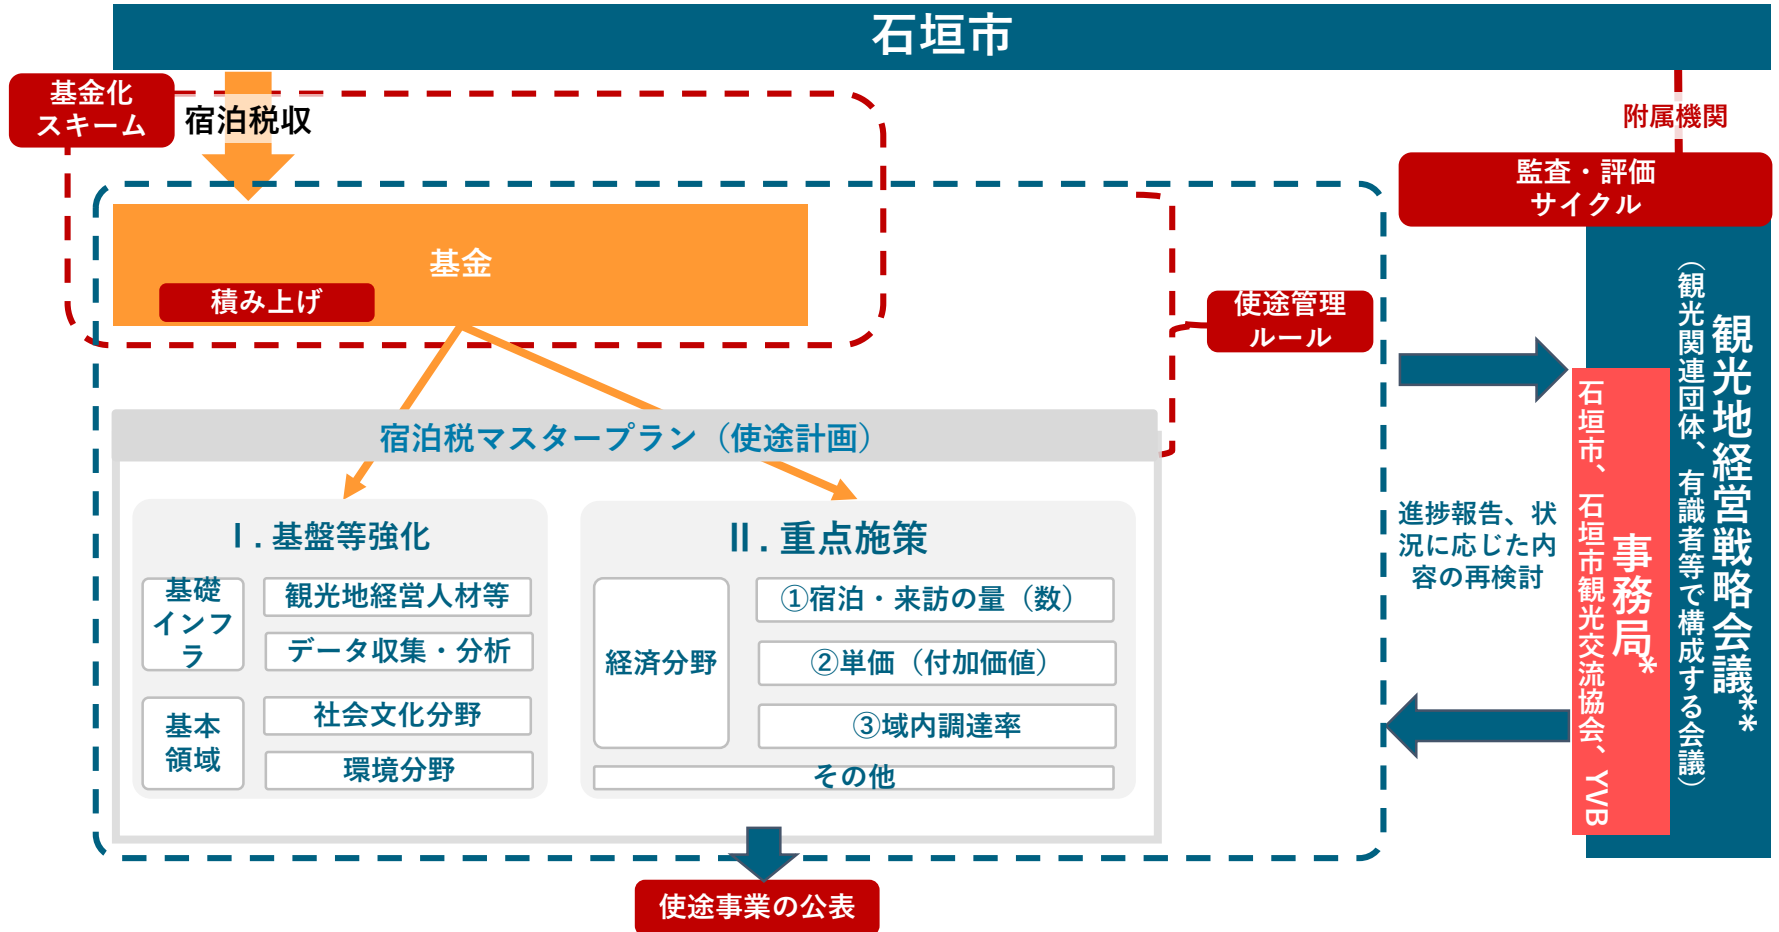 石垣市
基金化
スキーム
宿泊税収
附属機関
監査・評価
サイクル
基金
積み上げ
使途管理
ルール
宿泊税マスタープラン（使途計画）
Ⅰ. 基盤等強化
基礎
インフ
ラ
観光地経営人材等
データ収集・分析
基本
領域
社会文化分野
環境分野
Ⅱ. 重点施策
経済分野
①宿泊・来訪の量（数）
②単価（付加価値）
③域内調達率
その他
使途事業の公表
進捗報告、状
況に応じた内
容の再検討
観光地経営戦略会議**
（観光関連団体、有識者等で構成する会議）
事務局*
石垣市、石垣市観光交流協会、YVB